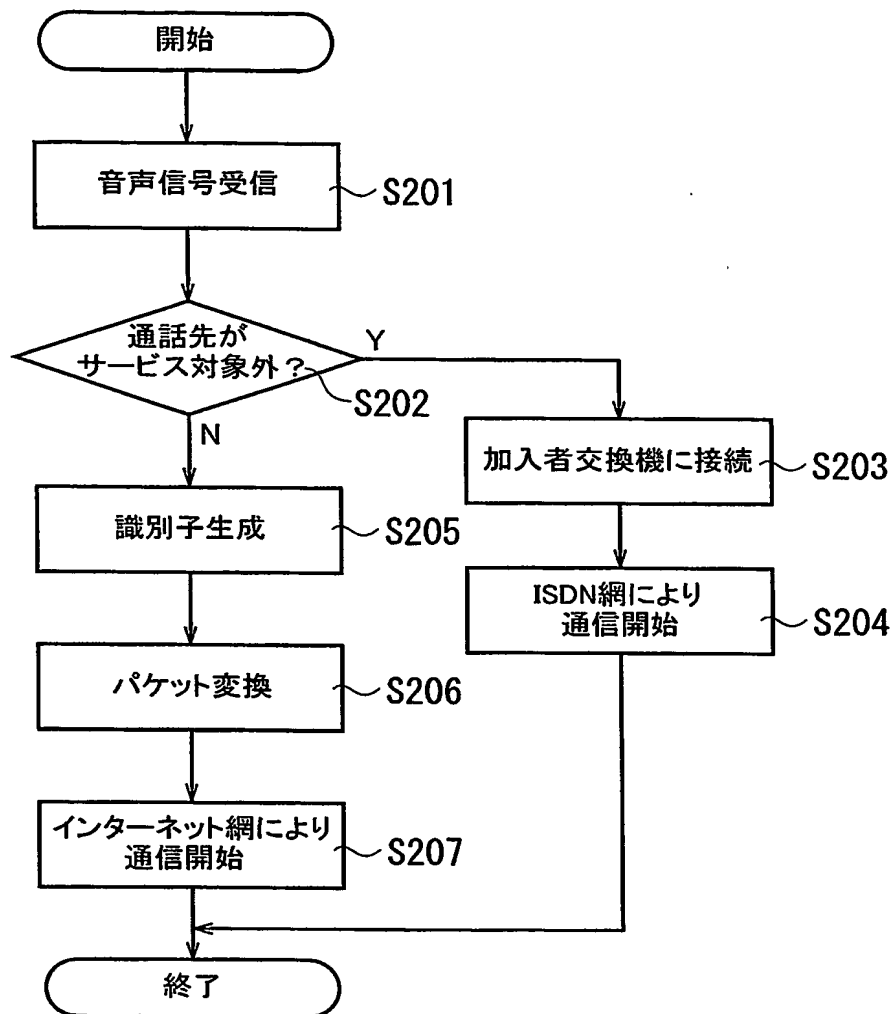 開始
音声信号受信
S201
通話先が
サービス対象外?
S202
Y
N
加入者交換機に接続
S203
ISDN網により
通信開始
S204
識別子生成
S205
パケット変換
S206
インターネット網により
通信開始
S207
終了